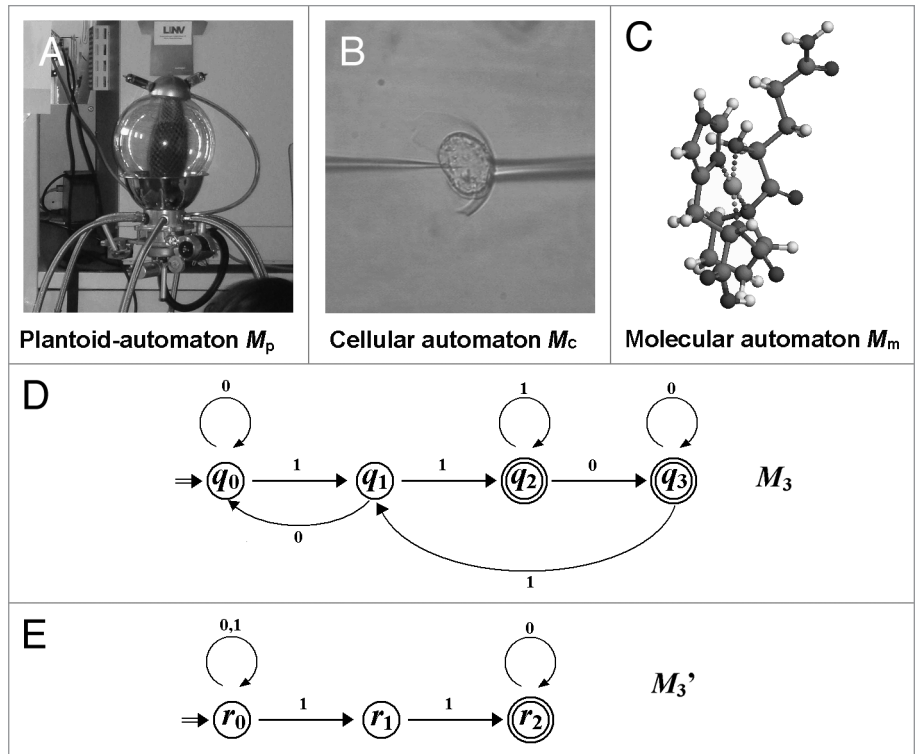 A
LINV
Plantoid-automaton Mp
B
Cellular automaton Mc
C
Molecular automaton Mm
D
0
1
0
q0
1
q1
1
q2
0
q3
M3
0
1
E
0,1
0
r0
1
r1
1
r2
M3’